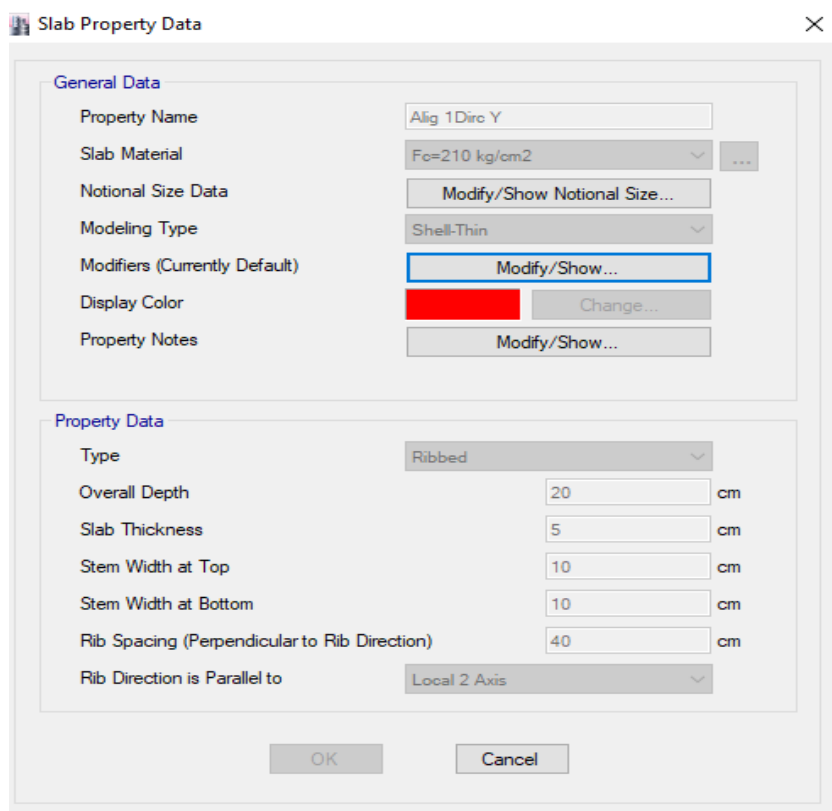 Slab Property Data
General Data
Property Name Alig 1Dirc Y
Slab Material Fc=210 kg/cm2 ...
Notional Size Data Modify/Show Notional Size...
Modeling Type Shell-Thin
Modifiers (Currently Default) Modify/Show...
Display Color Change...
Property Notes Modify/Show...
Property Data
Type Ribbed
Overall Depth 20 cm
Slab Thickness 5 cm
Stem Width at Top 10 cm
Stem Width at Bottom 10 cm
Rib Spacing (Perpendicular to Rib Direction) 40 cm
Rib Direction is Parallel to Local 2 Axis
OK Cancel